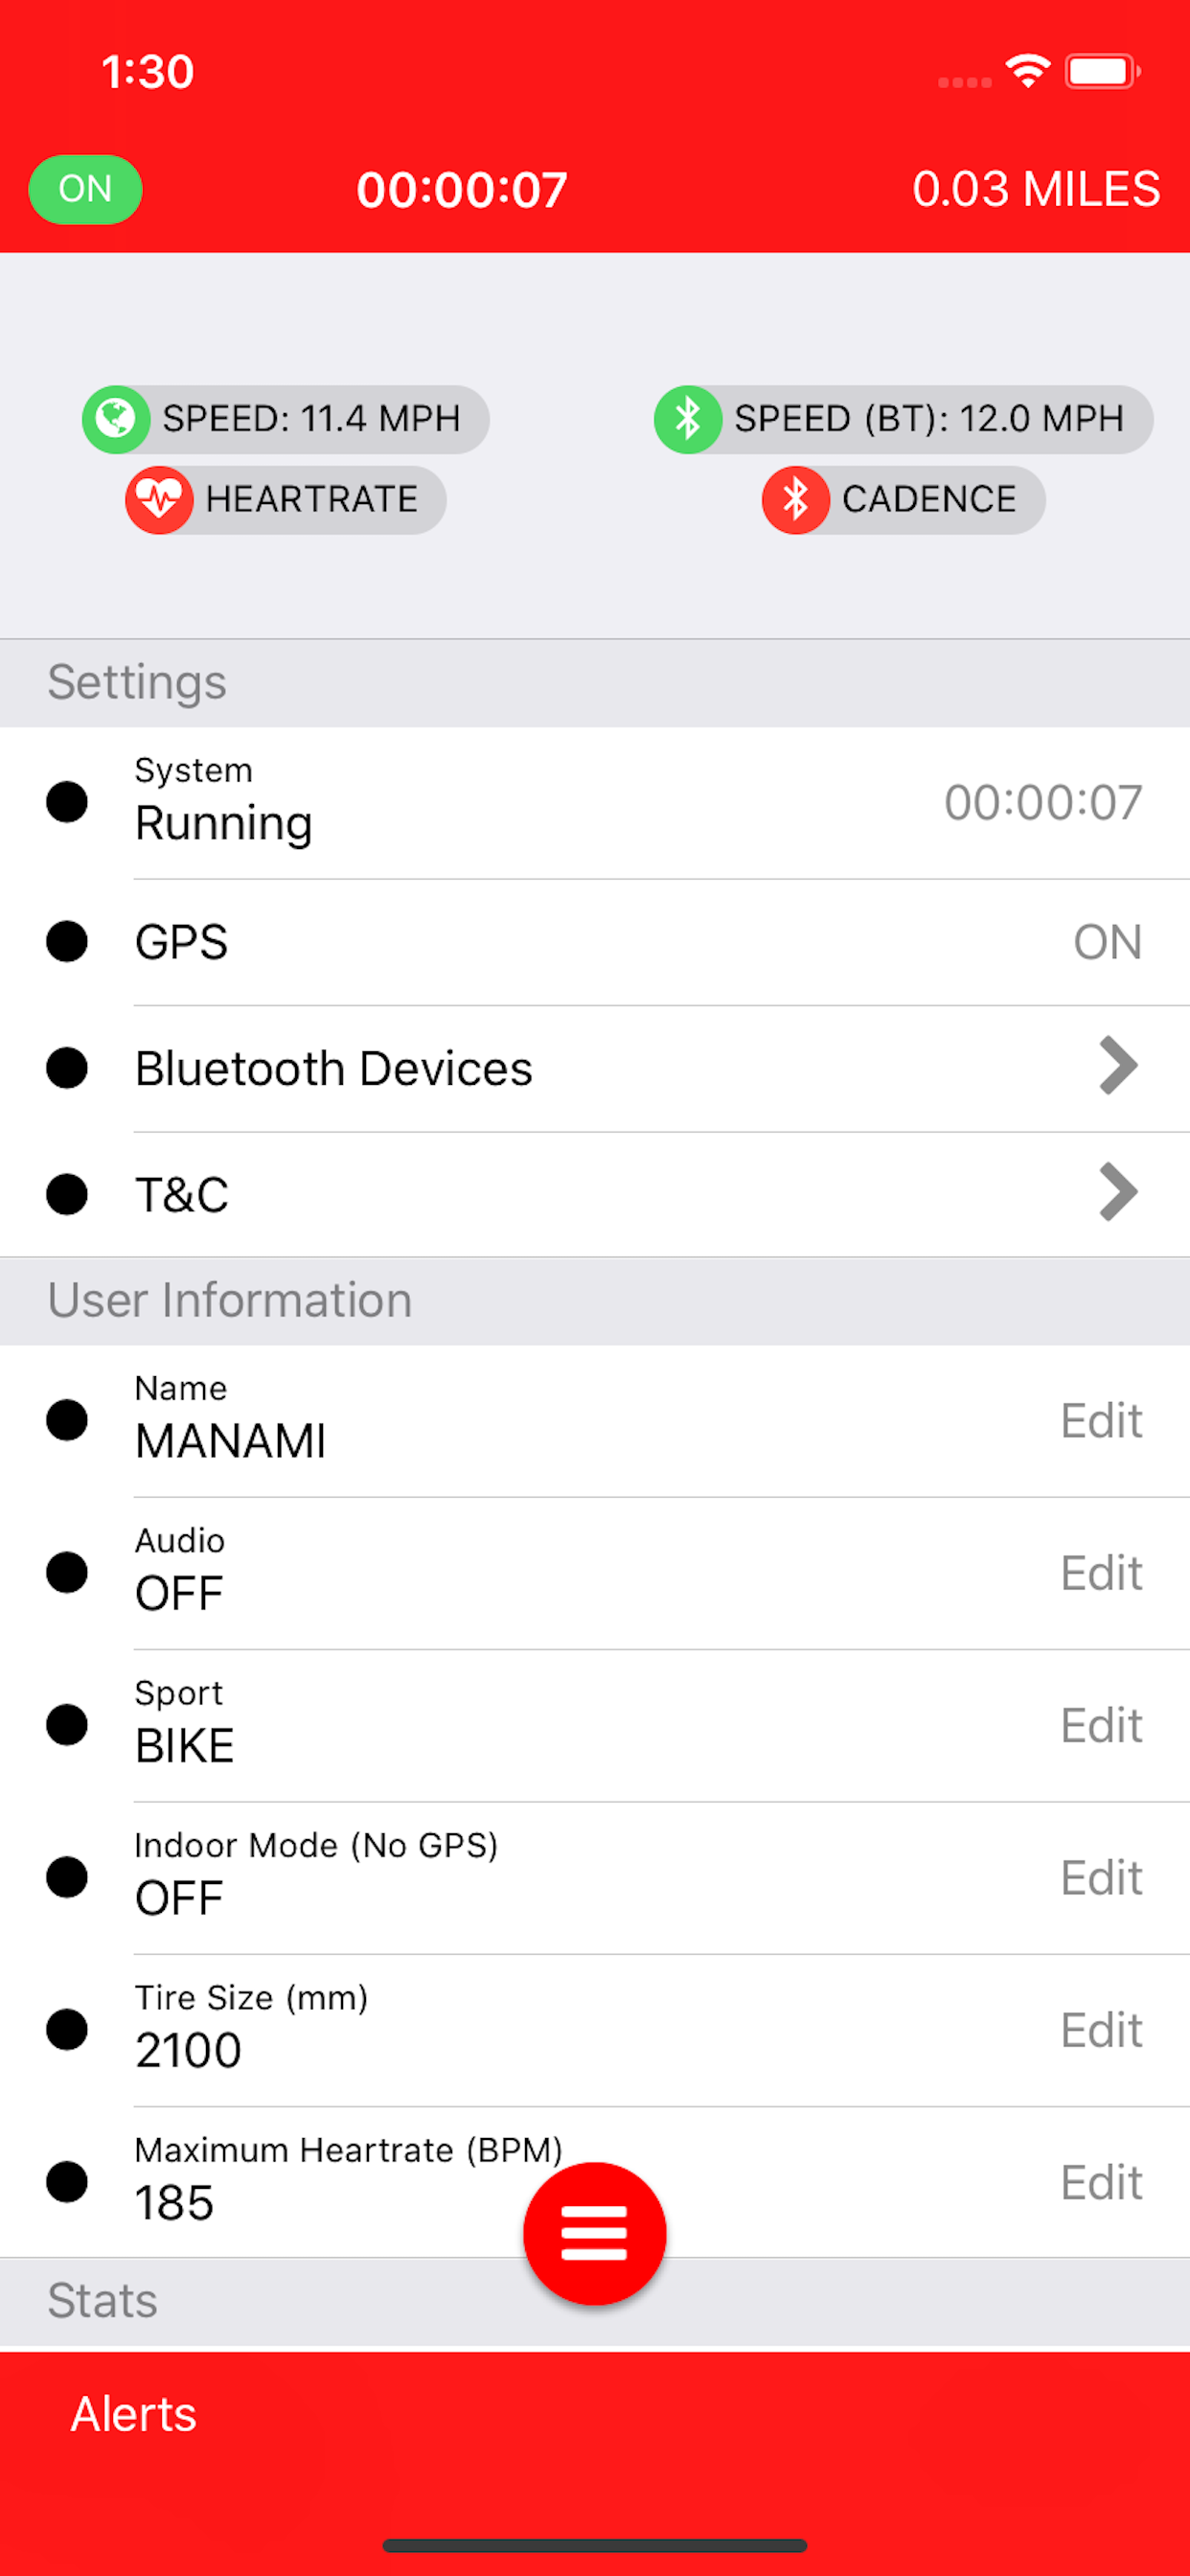 1:30
ON 00:00:07 0.03 MILES
SPEED: 11.4 MPH SPEED (BT): 12.0 MPH
HEARTRATE CADENCE
Settings
System
Running 00:00:07
GPS ON
Bluetooth Devices
T&C
User Information
Name
MANAMI Edit
Audio
OFF Edit
Sport
BIKE Edit
Indoor Mode (No GPS)
OFF Edit
Tire Size (mm)
2100 Edit
Maximum Heartrate (BPM)
185 Edit
Stats
Alerts